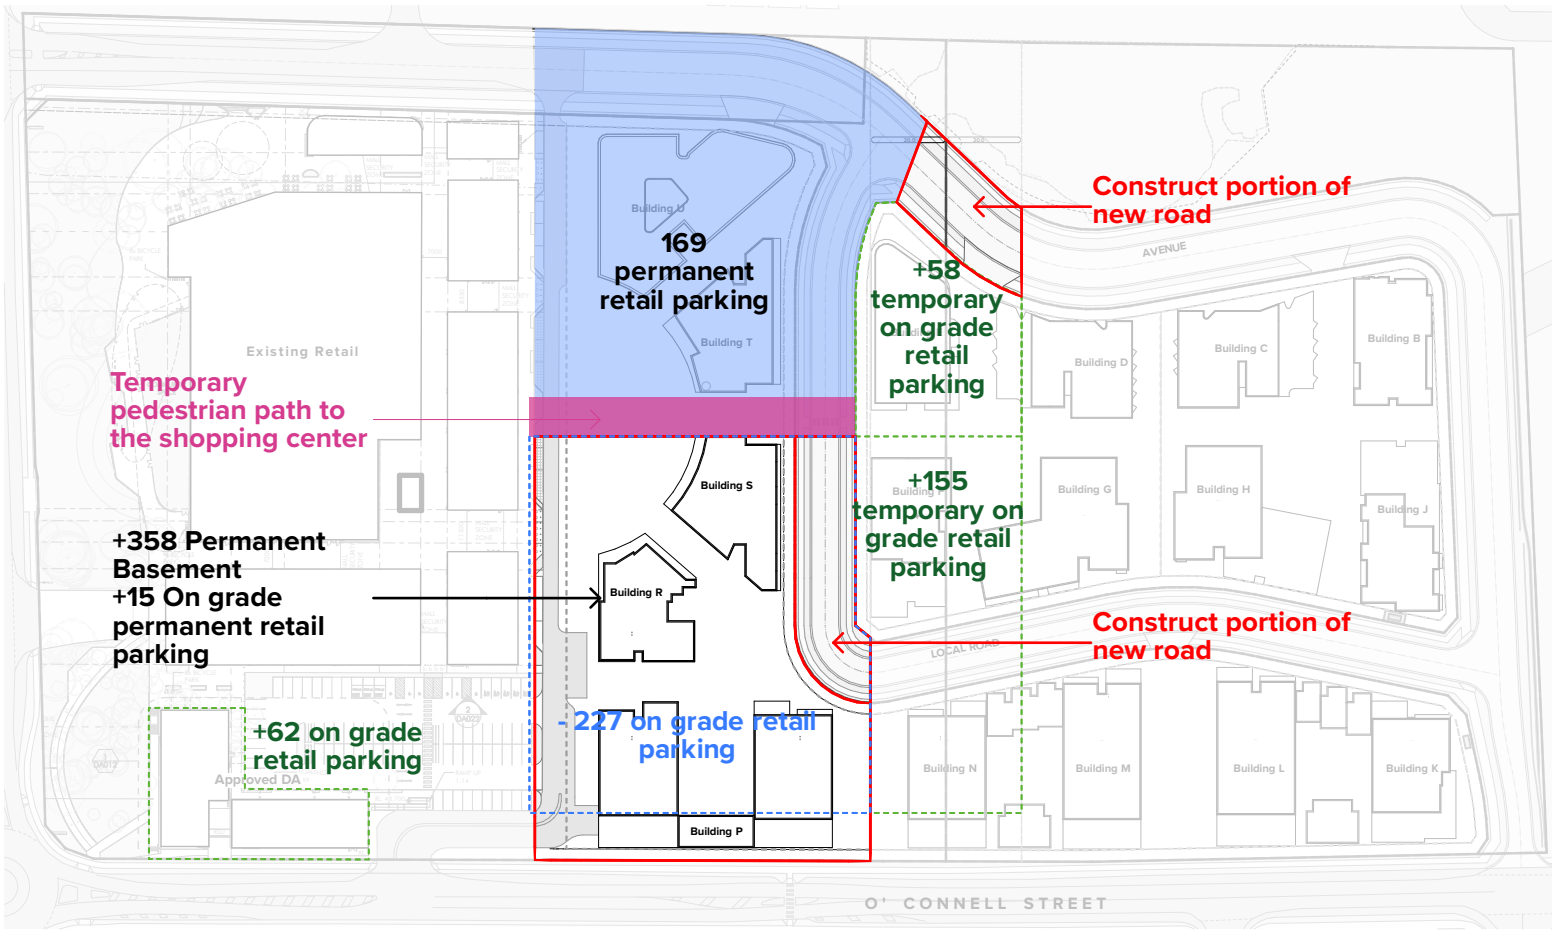 Building U
169
permanent
retail parking
Building T
Construct portion of
new road
AVENUE
+58
temporary
on grade
retail
parking
Building D
Building C
Building B
Existing Retail
Temporary
pedestrian path to
the shopping center
Building S
+155
temporary on
grade retail
parking
Building G
Building H
Building J
+358 Permanent
Basement
+15 On grade
permanent retail
parking
Building R
Construct portion of
new road
LOCAL ROAD
- 227 on grade retail
parking
+62 on grade
retail parking
Approved DA
2
DA022
DA015
Building N
Building M
Building L
Building K
Building P
O' CONNELL STREET